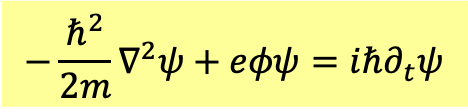 −ℏ²/2m ∇²ψ + eϕψ = iℏ∂ₜψ